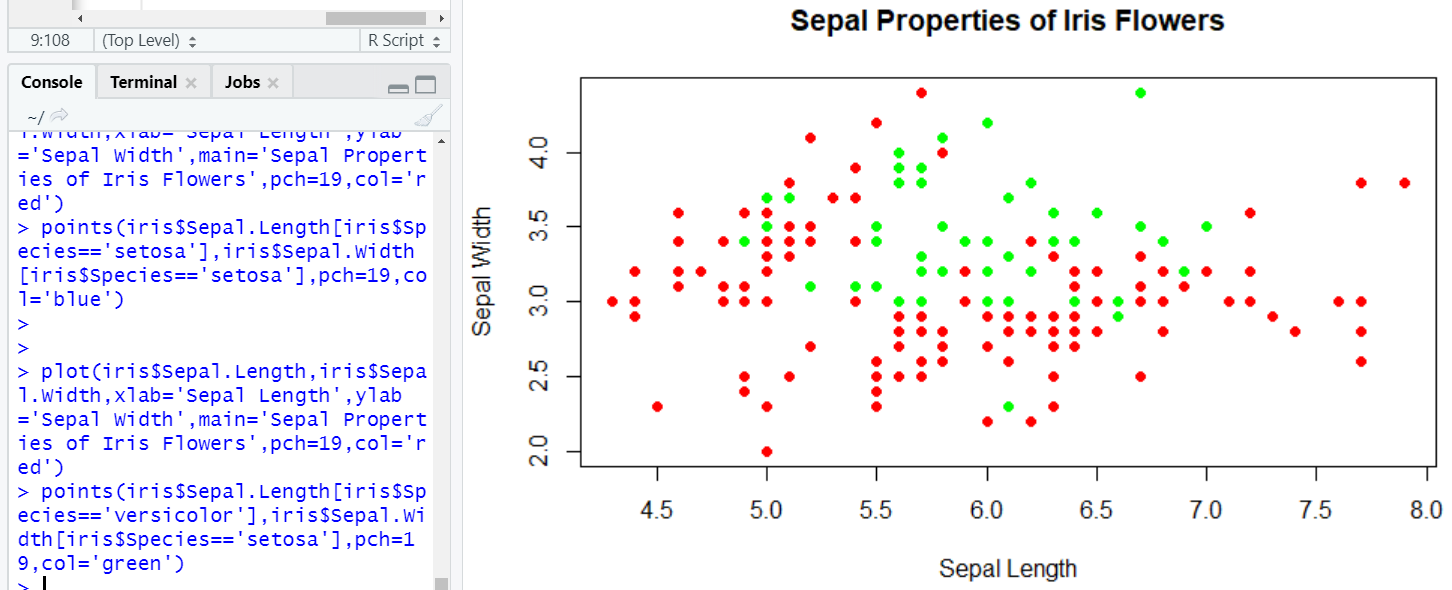 9:108 (Top Level) R Script
Console Terminal Jobs
~/
l.Width,xlab='Sepal Length',ylab
='Sepal Width',main='Sepal Propert
ies of Iris Flowers',pch=19,col='r
ed')
> points(iris$Sepal.Length[iris$Sp
ecies=='setosa'],iris$Sepal.Width
[iris$Species=='setosa'],pch=19,co
l='blue')
>
>
> plot(iris$Sepal.Length,iris$Sepa
l.Width,xlab='Sepal Length',ylab
='Sepal Width',main='Sepal Propert
ies of Iris Flowers',pch=19,col='r
ed')
> points(iris$Sepal.Length[iris$Sp
ecies=='versicolor'],iris$Sepal.Wi
dth[iris$Species=='setosa'],pch=1
9,col='green')
>
Sepal Properties of Iris Flowers
Sepal Width
4.0
3.5
3.0
2.5
2.0
4.5 5.0 5.5 6.0 6.5 7.0 7.5 8.0
Sepal Length